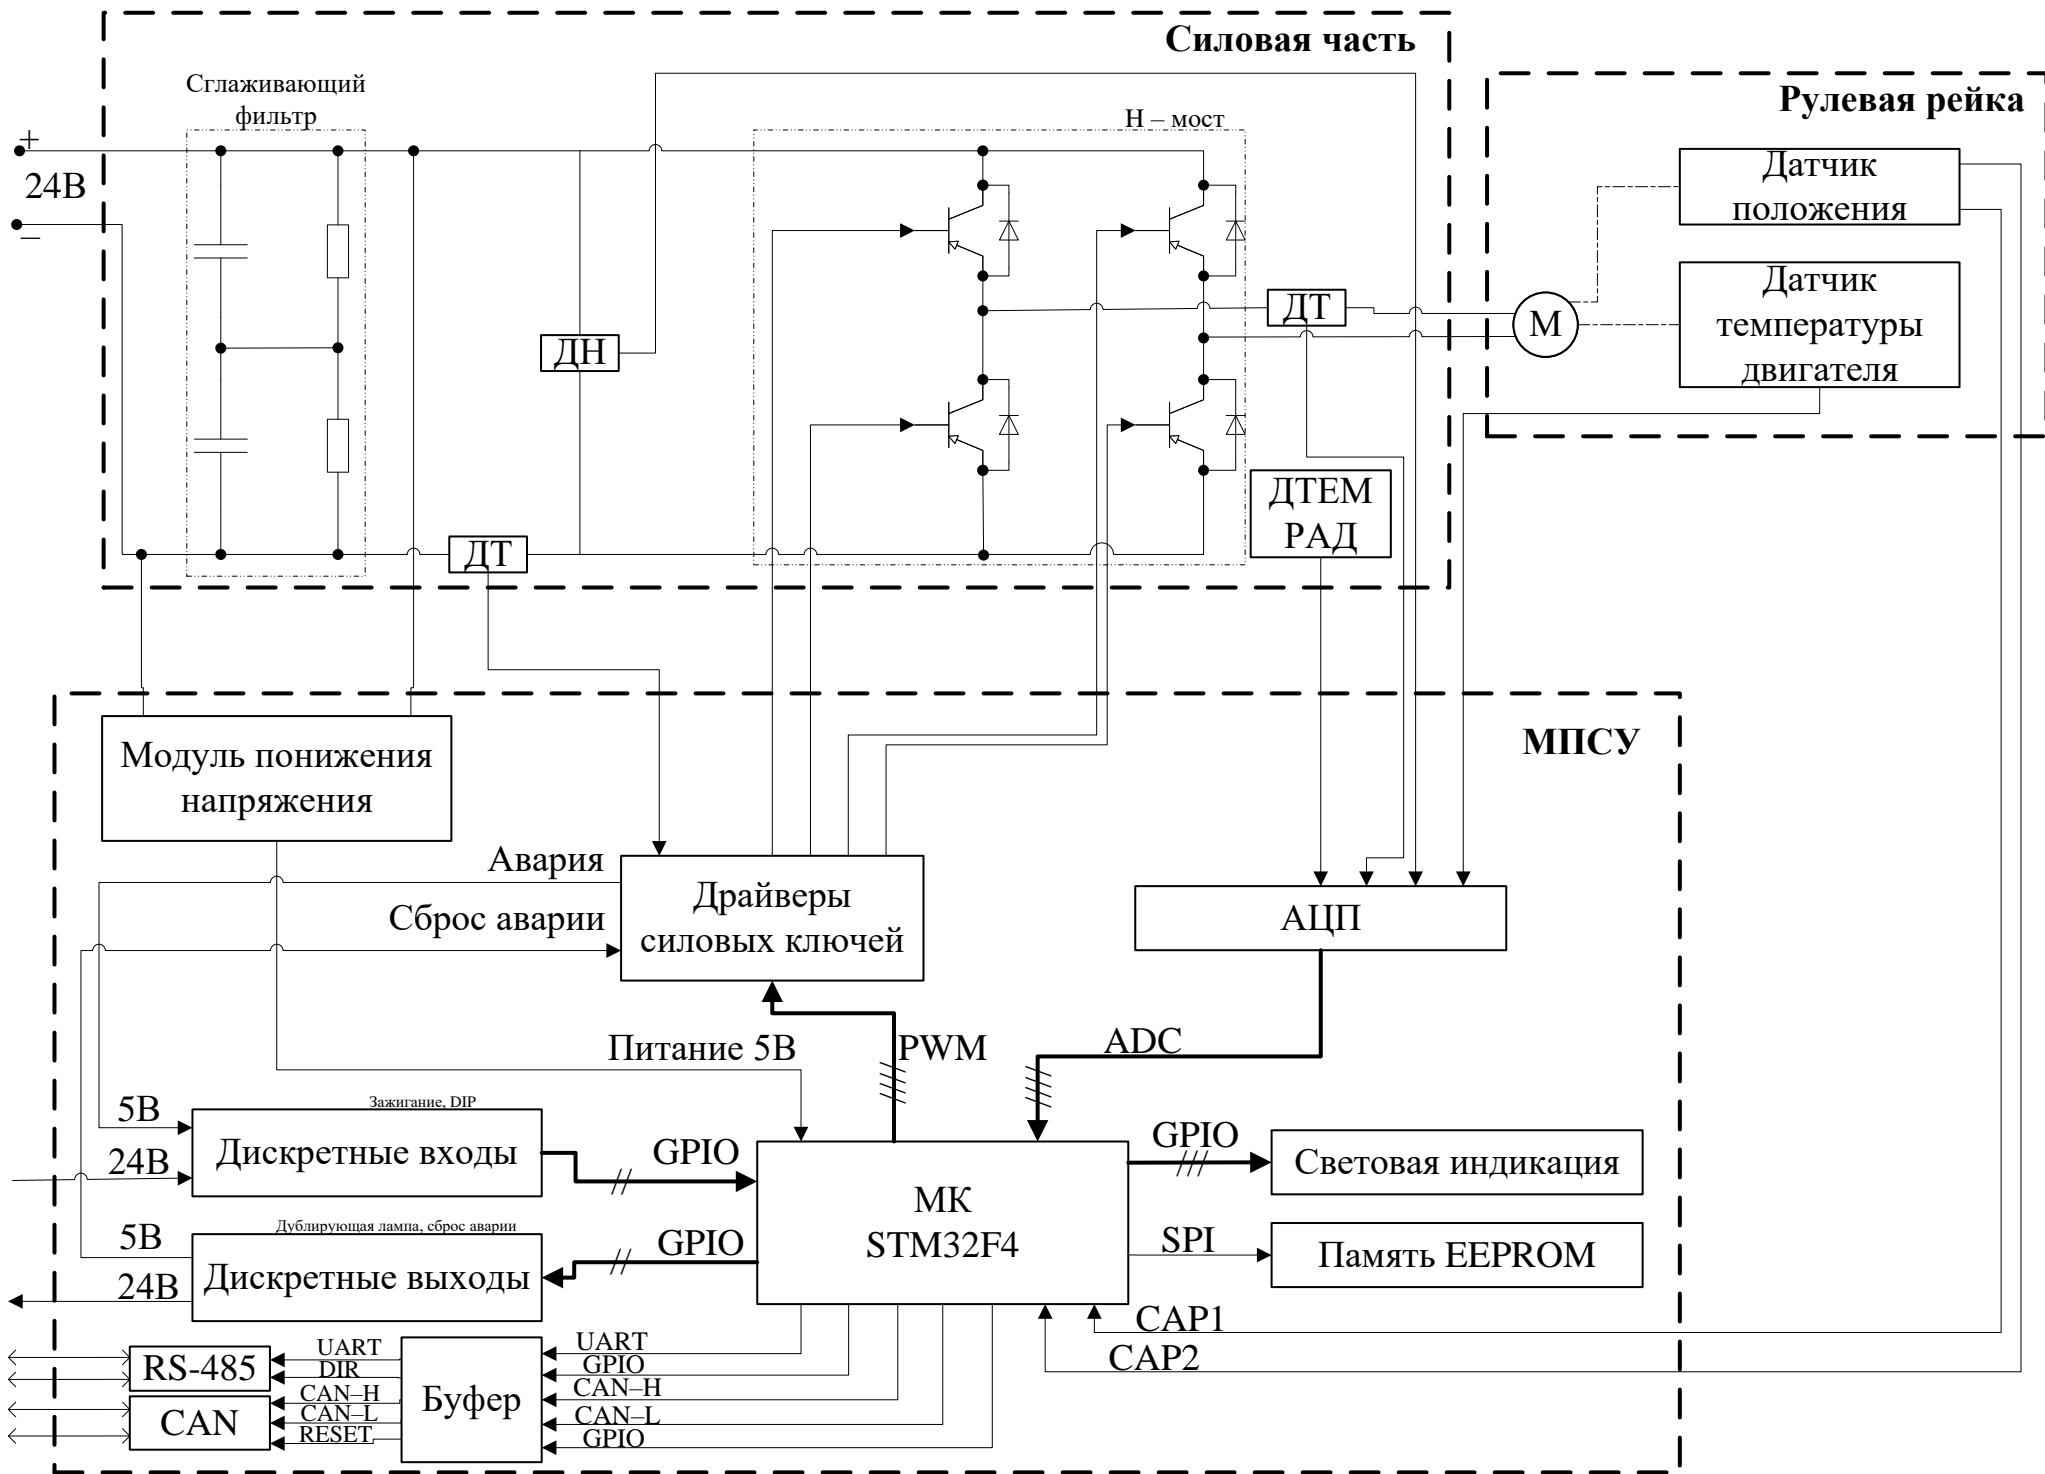 Силовая часть
Рулевая рейка
Сглаживающий
фильтр
Н – мост
+
24В
–
Датчик
положения
Датчик
температуры
двигателя
ДТ
М
ДН
ДТЕМ
РАД
ДТ
МПСУ
Модуль понижения
напряжения
Авария
Сброс аварии
Драйверы
силовых ключей
АЦП
Питание 5В
PWM
ADC
5В
24В
Зажигание, DIP
Дискретные входы
GPIO
МК
STM32F4
GPIO
Световая индикация
5В
24В
Дублирующая лампа, сброс аварии
Дискретные выходы
GPIO
SPI
Память EEPROM
CAP1
CAP2
RS-485
CAN
UART
DIR
CAN–H
CAN–L
RESET
Буфер
UART
GPIO
CAN–H
CAN–L
GPIO